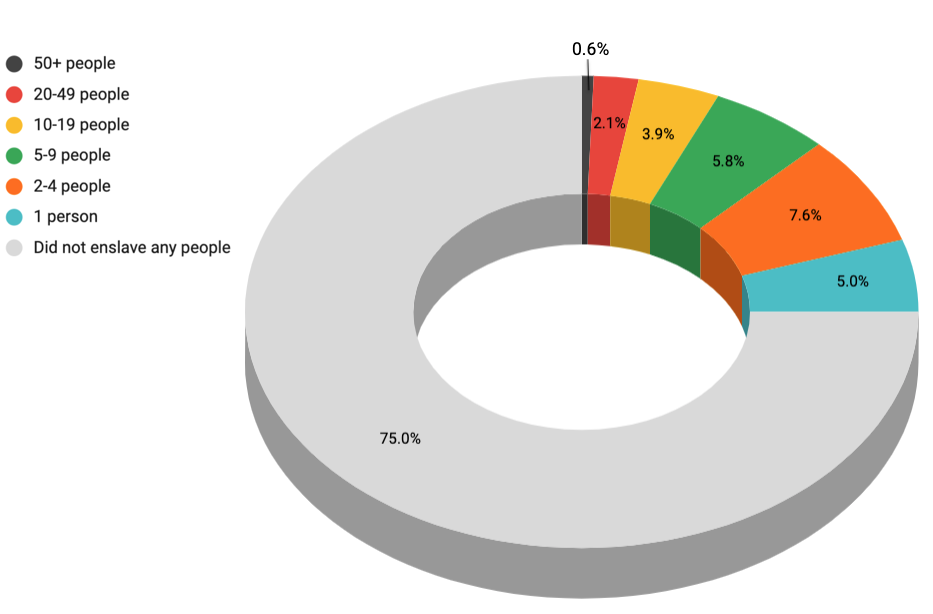 50+ people
20-49 people
10-19 people
5-9 people
2-4 people
1 person
Did not enslave any people
0.6%
2.1%
3.9%
5.8%
7.6%
5.0%
75.0%